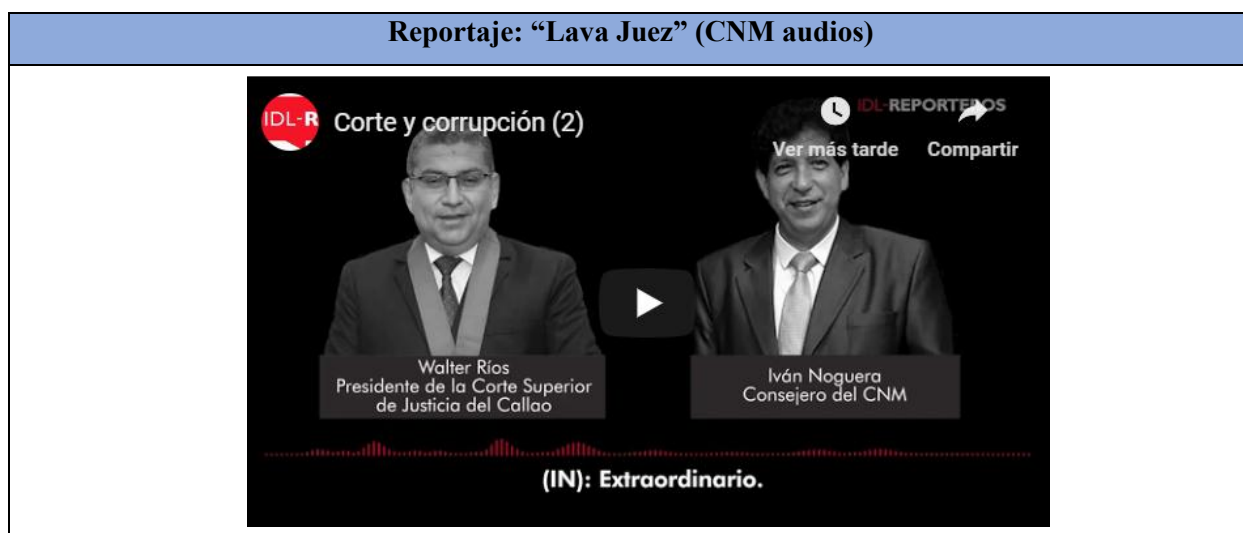 Reportaje: “Lava Juez” (CNM audios)
IDL-R
Corte y corrupción (2)
IDL-REPORTEROS
Ver más tarde
Compartir
Walter Ríos
Presidente de la Corte Superior
de Justicia del Callao
Iván Noguera
Consejero del CNM
(IN): Extraordinario.